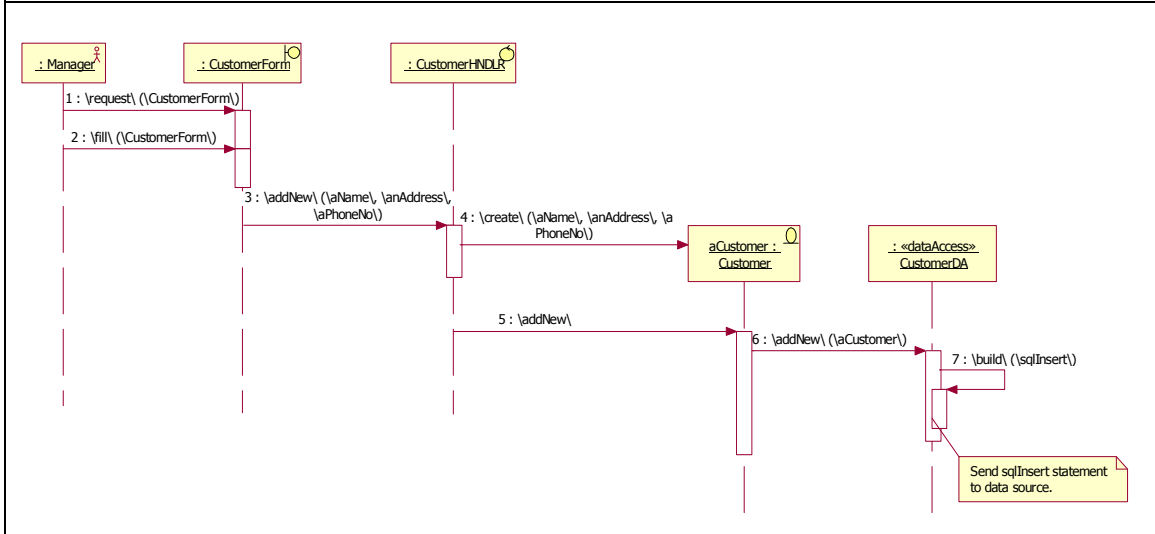 : Manager
: CustomerForm
: CustomerHNDLR
1 : \request\ (\CustomerForm\)
2 : \fill\ (\CustomerForm\)
3 : \addNew\ (\aName\, \anAddress\,
\aPhoneNo\)
4 : \create\ (\aName\, \anAddress\, \a
PhoneNo\)
aCustomer :
Customer
: «dataAccess»
CustomerDA
5 : \addNew\
6 : \addNew\ (\aCustomer\)
7 : \build\ (\sqlInsert\)
Send sqlInsert statement
to data source.